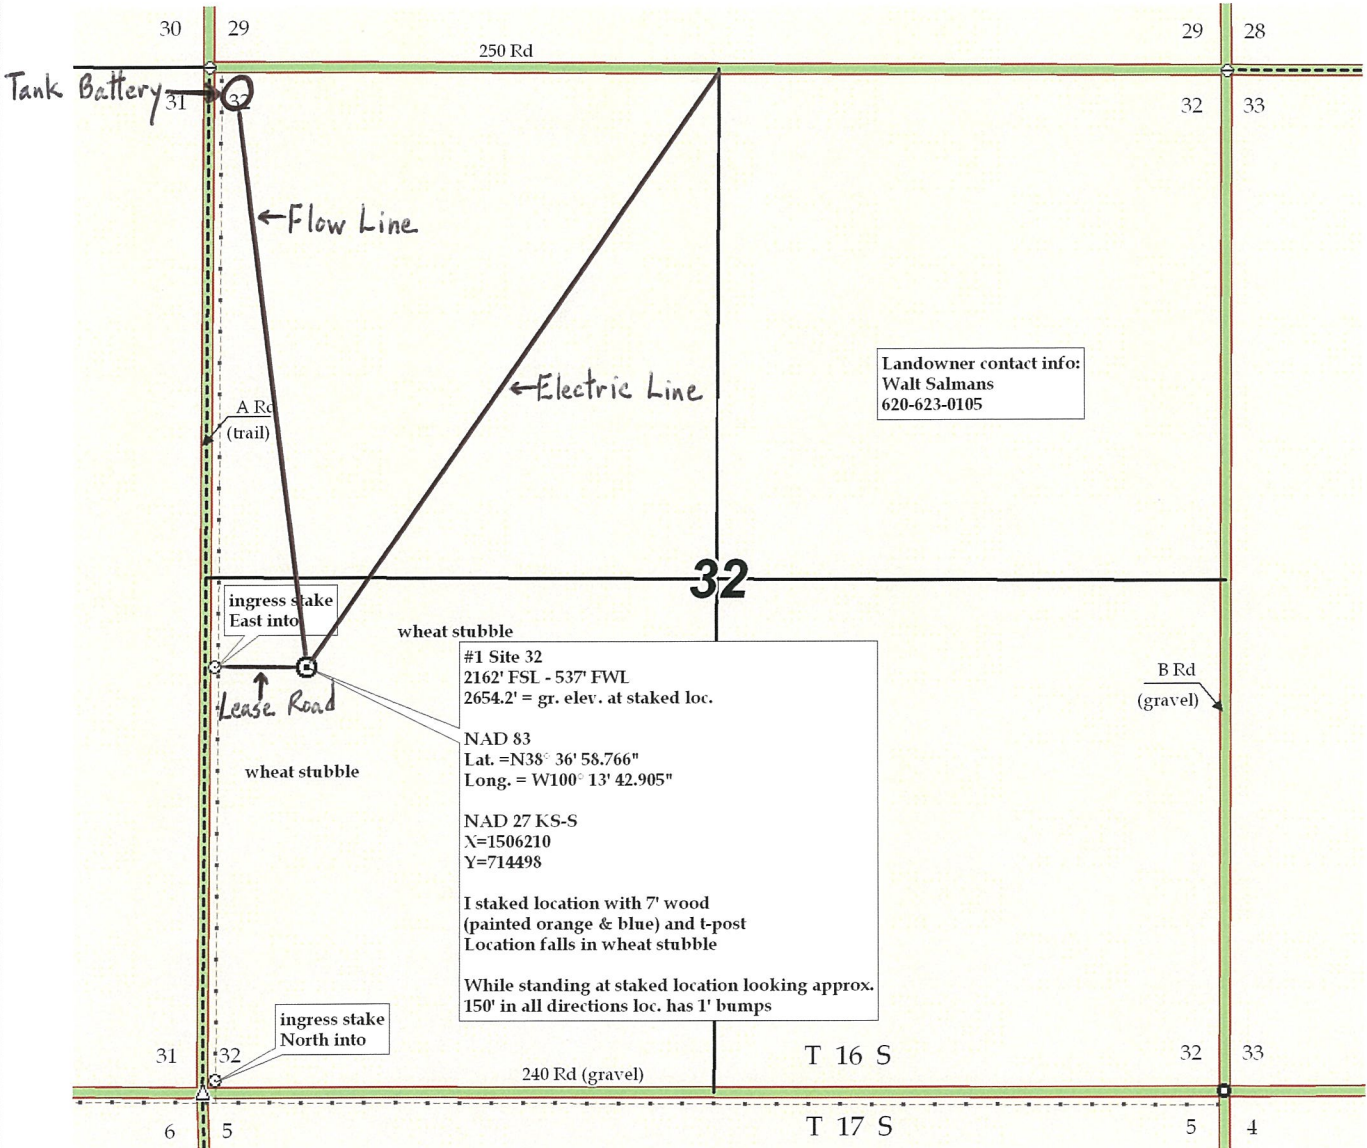 30 29
29 28
250 Rd
Tank Battery
31 32
32 33
Flow Line
Landowner contact info:
Walt Salmans
620-623-0105
Electric Line
A Rd
(trail)
32
ingress stake
East into
wheat stubble
#1 Site 32
2162' FSL - 537' FWL
2654.2' = gr. elev. at staked loc.
NAD 83
Lat. =N38° 36' 58.766"
Long. = W100° 13' 42.905"
NAD 27 KS-S
X=1506210
Y=714498
I staked location with 7' wood
(painted orange & blue) and t-post
Location falls in wheat stubble
While standing at staked location looking approx.
150' in all directions loc. has 1' bumps
B Rd
(gravel)
Lease Road
wheat stubble
ingress stake
North into
31 32
T 16 S
32 33
240 Rd (gravel)
6 5
T 17 S
5 4